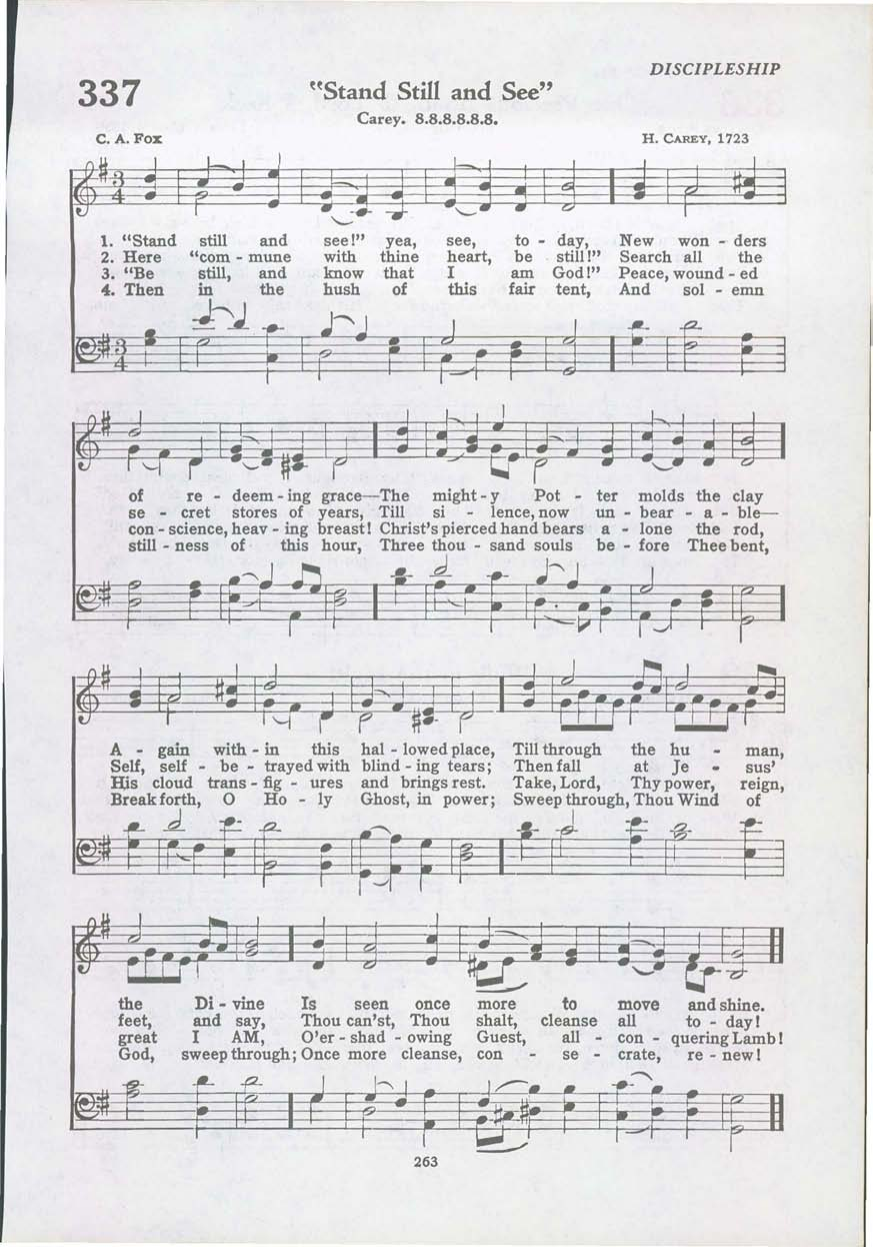 DISCIPLESHIP
337
"Stand Still and See"
Carey. 8.8.8.8.8.8.
C. A. Fox
H. Carey, 1723
1. "Stand still and see!" yea, see, to - day, New won - ders
2. Here "com - mune with thine heart, be still!" Search all the
3. "Be still, and know that I am God!" Peace, wound - ed
4. Then in the hush of this fair tent, And sol - emn
of re - deem - ing grace—The might - y Pot - ter molds the clay
se - cret stores of years, Till si - lence, now un - bear - a - ble—
con - science, heav - ing breast! Christ's pierced hand bears a - lone the rod,
still - ness of this hour, Three thou - sand souls be - fore Thee bent,
A - gain with - in this hal - lowed place, Till through the hu - man,
Self, self - be - trayed with blind - ing tears; Then fall at Je - sus'
His cloud trans - fig - ures and brings rest. Take, Lord, Thy power, reign,
Break forth, O Ho - ly Ghost, in power; Sweep through, Thou Wind of
the Di - vine Is seen once more to move and shine.
feet, and say, Thou can'st, Thou shalt, cleanse all to - day!
great I AM, O'er - shad - owing Guest, all - con - quering Lamb!
God, sweep through; Once more cleanse, con - se - crate, re - new!
263